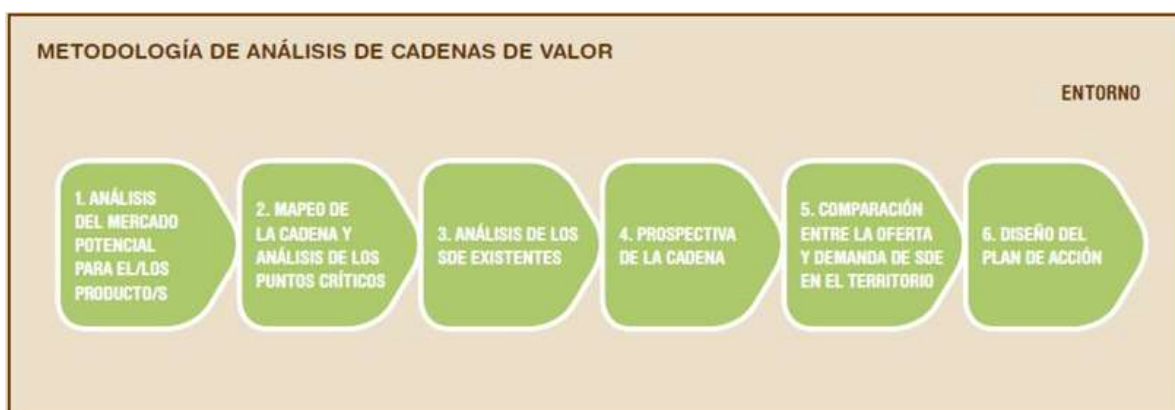 METODOLOGÍA DE ANÁLISIS DE CADENAS DE VALOR
ENTORNO
1. ANÁLISIS
DEL MERCADO
POTENCIAL
PARA EL/LOS
PRODUCTO/S
2. MAPEO DE
LA CADENA Y
ANÁLISIS DE LOS
PUNTOS CRÍTICOS
3. ANÁLISIS DE LOS
SDE EXISTENTES
4. PROSPECTIVA
DE LA CADENA
5. COMPARACIÓN
ENTRE LA OFERTA
Y DEMANDA DE SDE
EN EL TERRITORIO
6. DISEÑO DEL
PLAN DE ACCIÓN